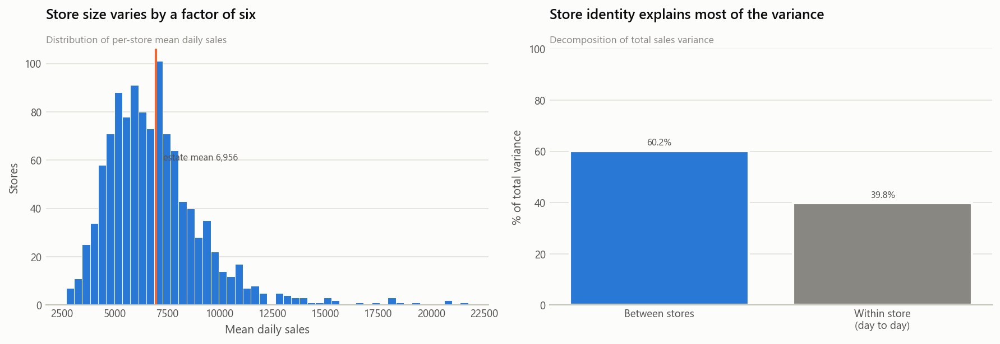 Store size varies by a factor of six
Distribution of per-store mean daily sales
100
80
60
40
20
0
Stores
estate mean 6,956
2500 5000 7500 10000 12500 15000 17500 20000 22500
Mean daily sales
Store identity explains most of the variance
Decomposition of total sales variance
100
80
60
40
20
0
% of total variance
60.2%
39.8%
Between stores
Within store
(day to day)